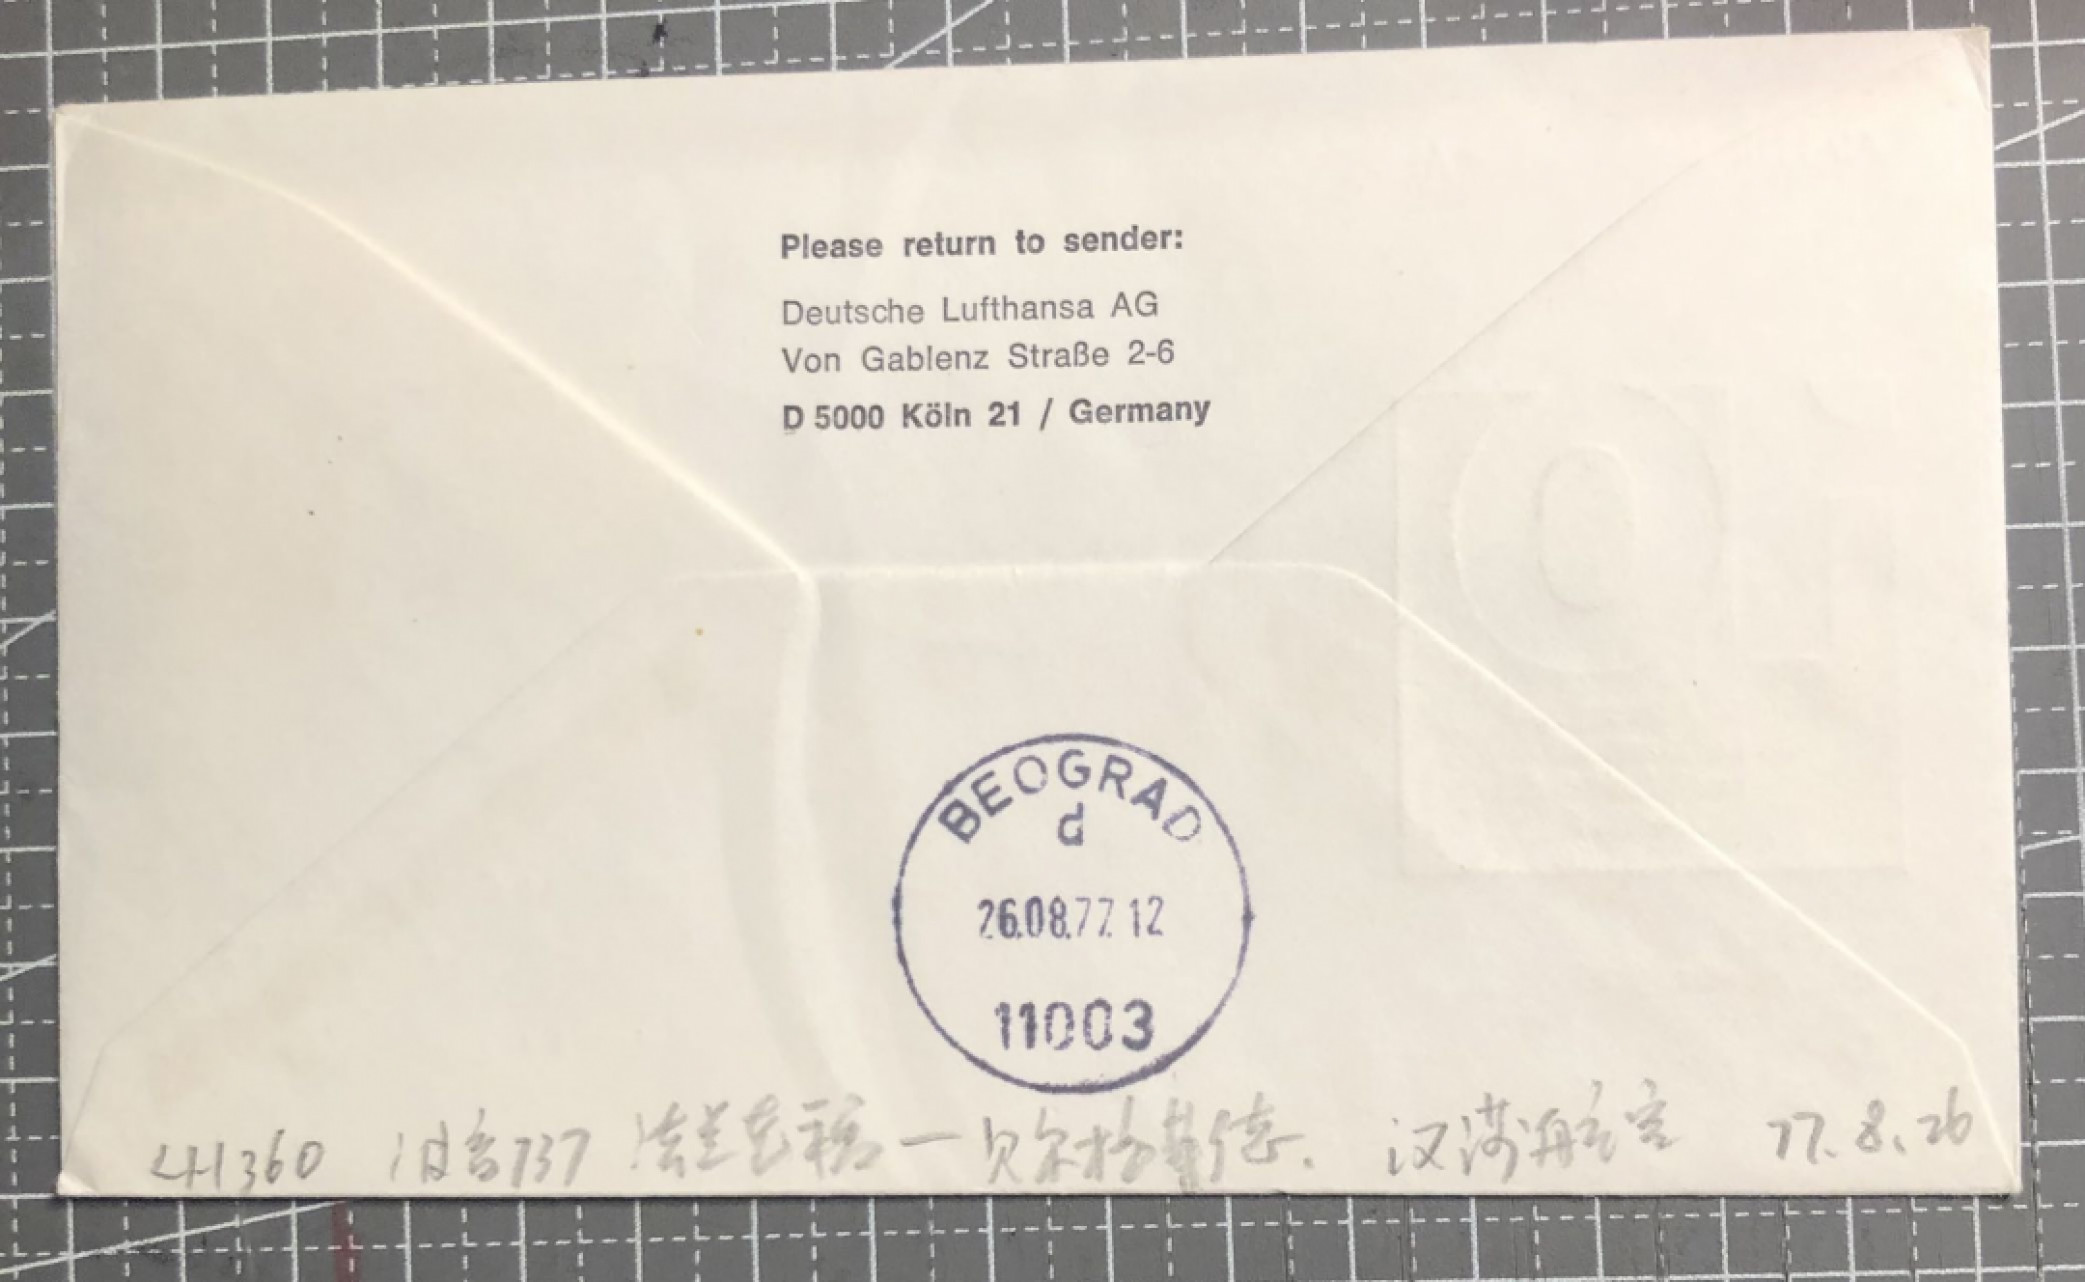 Please return to sender:
Deutsche Lufthansa AG
Von Gablenz Straße 2-6
D 5000 Köln 21 / Germany
BEOGRAD
d
26.08.77.12
11003
LH360 波音737 法兰克福—贝尔格莱德. 汉莎航空 77.8.26